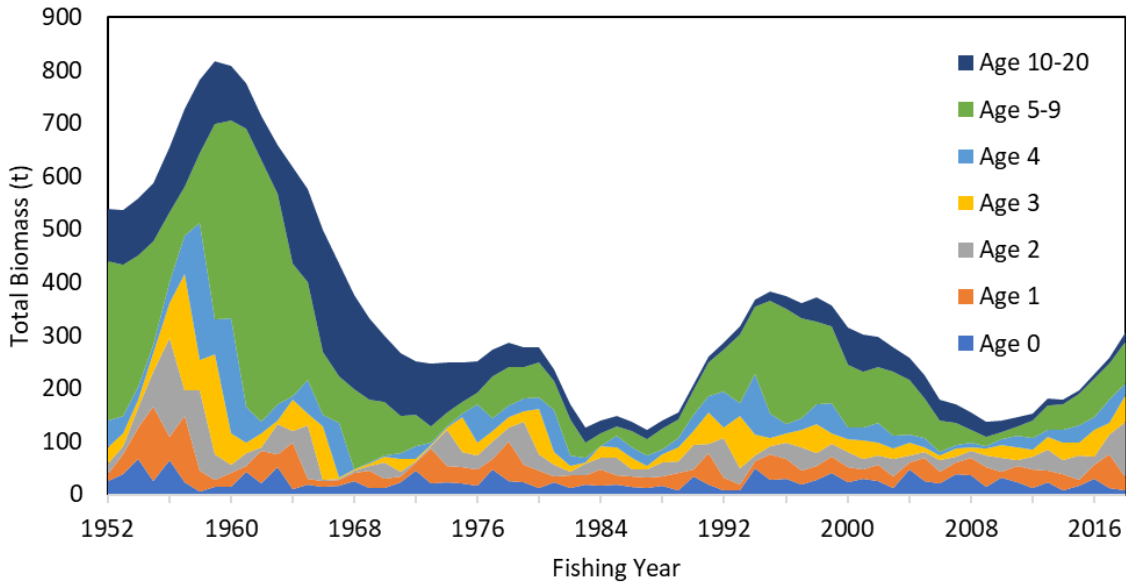 900
800
700
600
500
400
300
200
100
0
Total Biomass (t)
Age 10-20
Age 5-9
Age 4
Age 3
Age 2
Age 1
Age 0
1952 1960 1968 1976 1984 1992 2000 2008 2016
Fishing Year